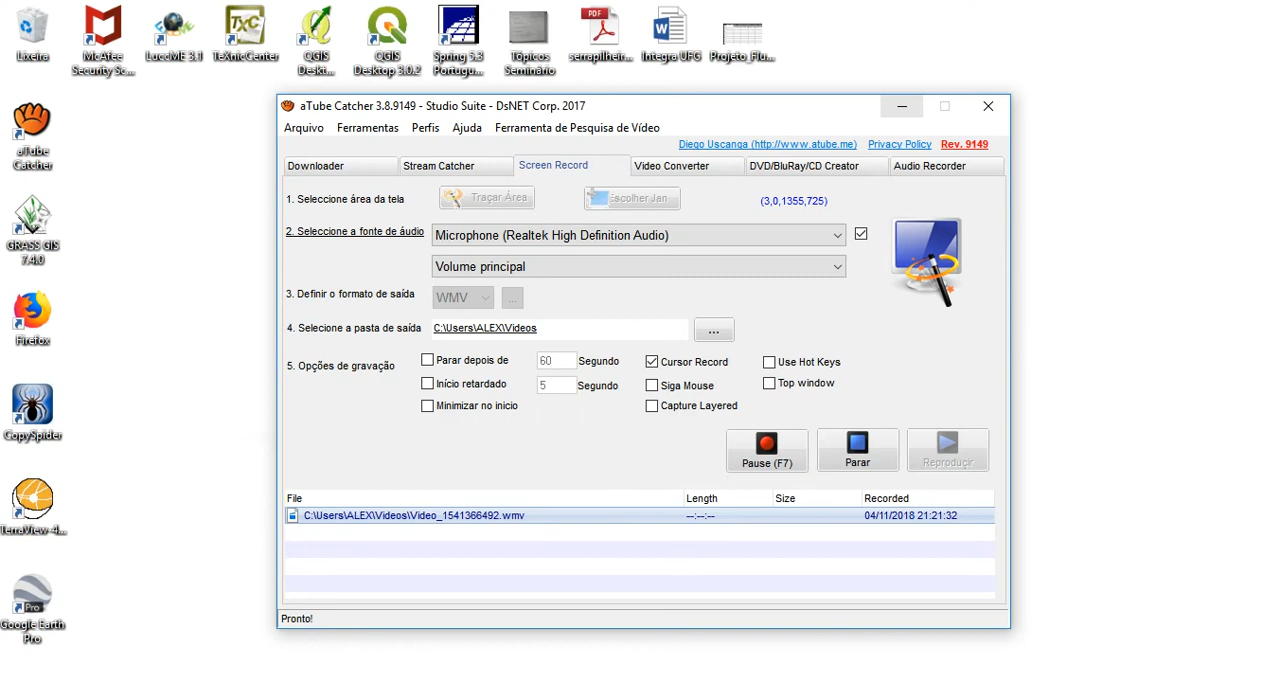 Lixeira
McAfee
Security Sc...
LuccME 3.1
TeXnicCenter
QGIS
Deskt...
QGIS
Desktop 3.0.2
Spring 5.3
Portugu...
Tópicos
Seminário
PDF
serrapilheir...
Integra UFG
Projeto_Flu...
aTube
Catcher
GRASS GIS
7.4.0
Firefox
CopySpider
TerraView 4...
Pro
Google Earth
Pro
aTube Catcher 3.8.9149 - Studio Suite - DsNET Corp. 2017
Arquivo Ferramentas Perfis Ajuda Ferramenta de Pesquisa de Vídeo
Diego Uscanga (http://www.atube.me) Privacy Policy Rev. 9149
Downloader Stream Catcher Screen Record Video Converter DVD/BluRay/CD Creator Audio Recorder
1. Seleccione área da tela Traçar Área Escolher Jan (3,0,1355,725)
2. Seleccione a fonte de áudio Microphone (Realtek High Definition Audio)
Volume principal
3. Definir o formato de saída WMV ...
4. Selecione a pasta de saída C:\Users\ALEX\Videos ...
5. Opções de gravação
Parar depois de 60 Segundo Cursor Record Use Hot Keys
Início retardado 5 Segundo Siga Mouse Top window
Minimizar no inicio Capture Layered
Pause (F7) Parar Reproducir
File Length Size Recorded
C:\Users\ALEX\Videos\Video_1541366492.wmv --:--:-- 04/11/2018 21:21:32
Pronto!